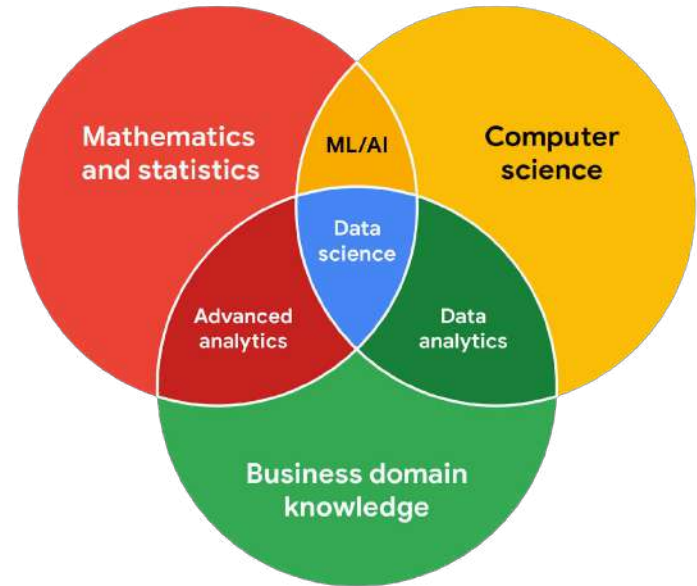 Mathematics
and statistics
ML/AI
Computer
science
Data
science
Advanced
analytics
Data
analytics
Business domain
knowledge